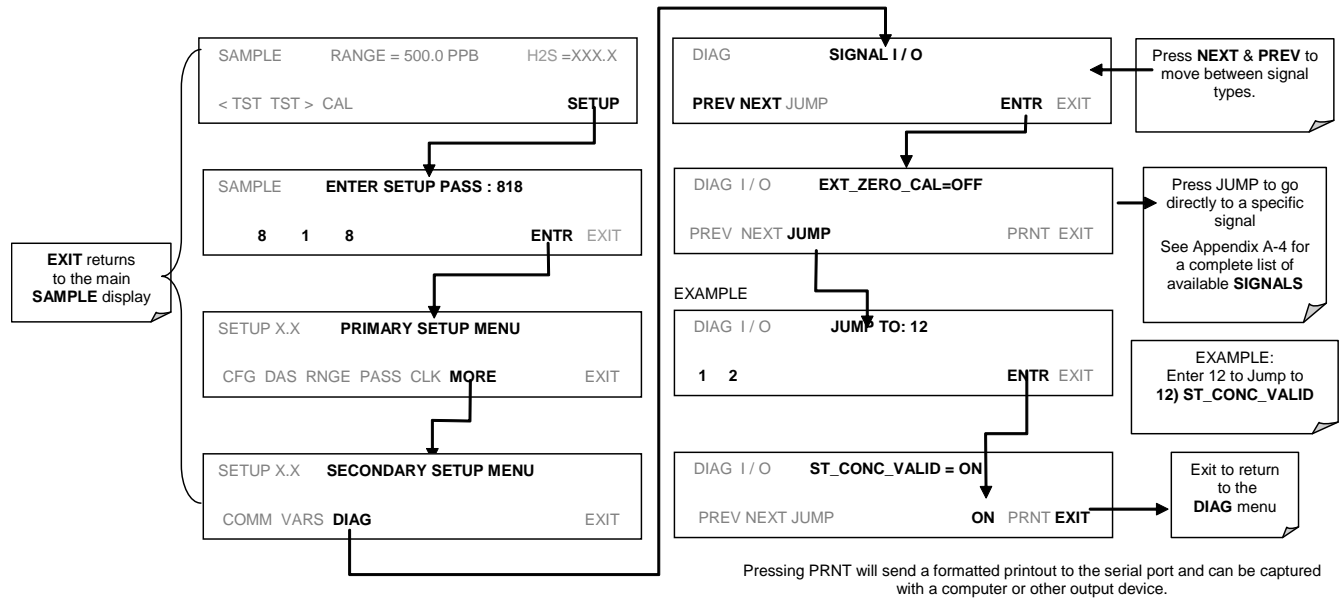 SAMPLE RANGE = 500.0 PPB H2S =XXX.X
< TST TST > CAL SETUP
SAMPLE ENTER SETUP PASS : 818
8 1 8 ENTR EXIT
EXIT returns
to the main
SAMPLE display
SETUP X.X PRIMARY SETUP MENU
CFG DAS RNGE PASS CLK MORE EXIT
SETUP X.X SECONDARY SETUP MENU
COMM VARS DIAG EXIT
DIAG SIGNAL I / O
PREV NEXT JUMP ENTR EXIT
Press NEXT & PREV to
move between signal
types.
DIAG I / O EXT_ZERO_CAL=OFF
PREV NEXT JUMP PRNT EXIT
Press JUMP to go
directly to a specific
signal
See Appendix A-4 for
a complete list of
available SIGNALS
EXAMPLE
DIAG I / O JUMP TO: 12
1 2 ENTR EXIT
EXAMPLE:
Enter 12 to Jump to
12) ST_CONC_VALID
DIAG I / O ST_CONC_VALID = ON
PREV NEXT JUMP ON PRNT EXIT
Exit to return
to the
DIAG menu
Pressing PRNT will send a formatted printout to the serial port and can be captured
with a computer or other output device.